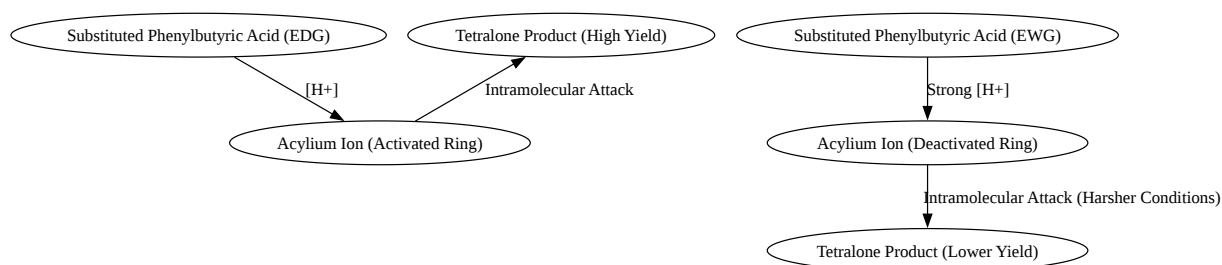 Substituted Phenylbutyric Acid (EDG)
Tetralone Product (High Yield)
Substituted Phenylbutyric Acid (EWG)
[H+]
Intramolecular Attack
Strong [H+]
Acylium Ion (Activated Ring)
Acylium Ion (Deactivated Ring)
Intramolecular Attack (Harsher Conditions)
Tetralone Product (Lower Yield)